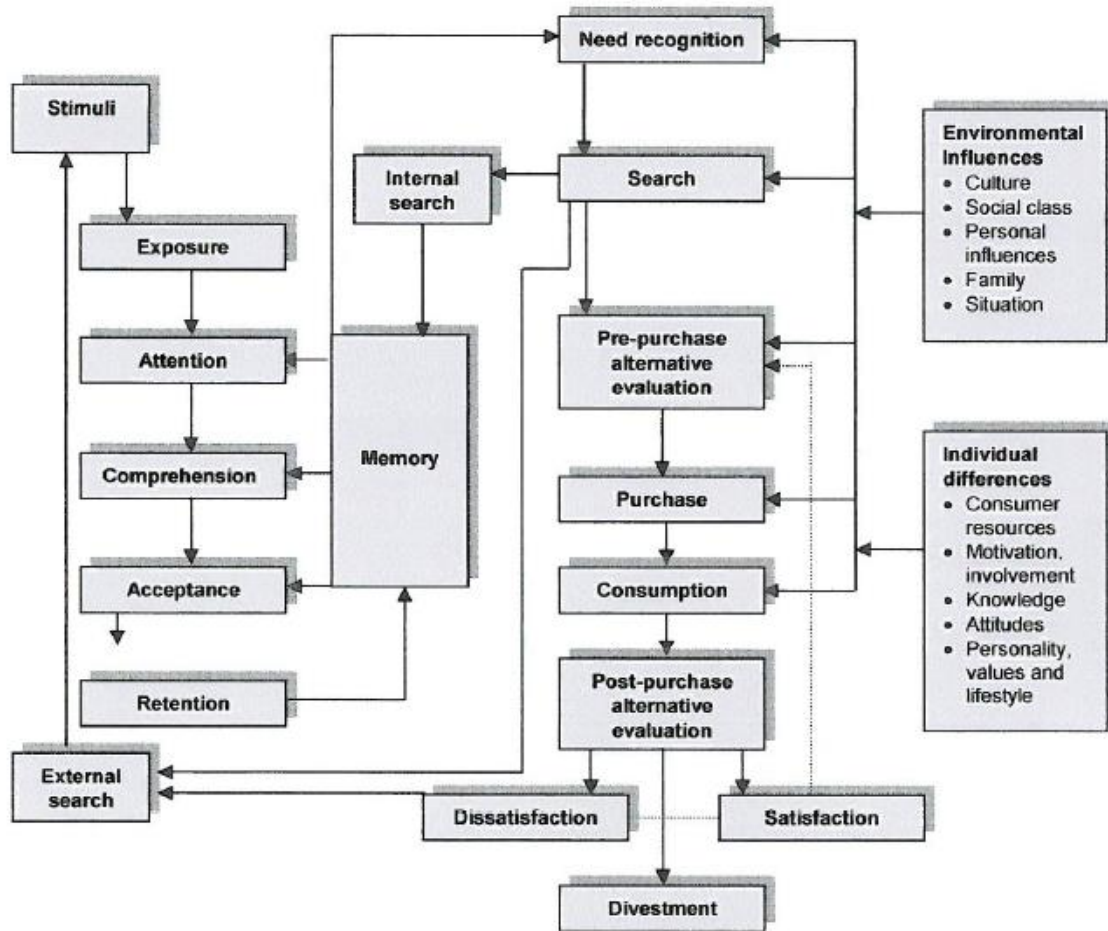 Need recognition
Stimuli
Environmental
Influences
• Culture
• Social class
• Personal
influences
• Family
• Situation
Internal
search
Search
Exposure
Attention
Pre-purchase
alternative
evaluation
Memory
Comprehension
Purchase
Individual
differences
• Consumer
resources
• Motivation,
involvement
• Knowledge
• Attitudes
• Personality,
values and
lifestyle
Acceptance
Consumption
Retention
Post-purchase
alternative
evaluation
External
search
Dissatisfaction
Satisfaction
Divestment